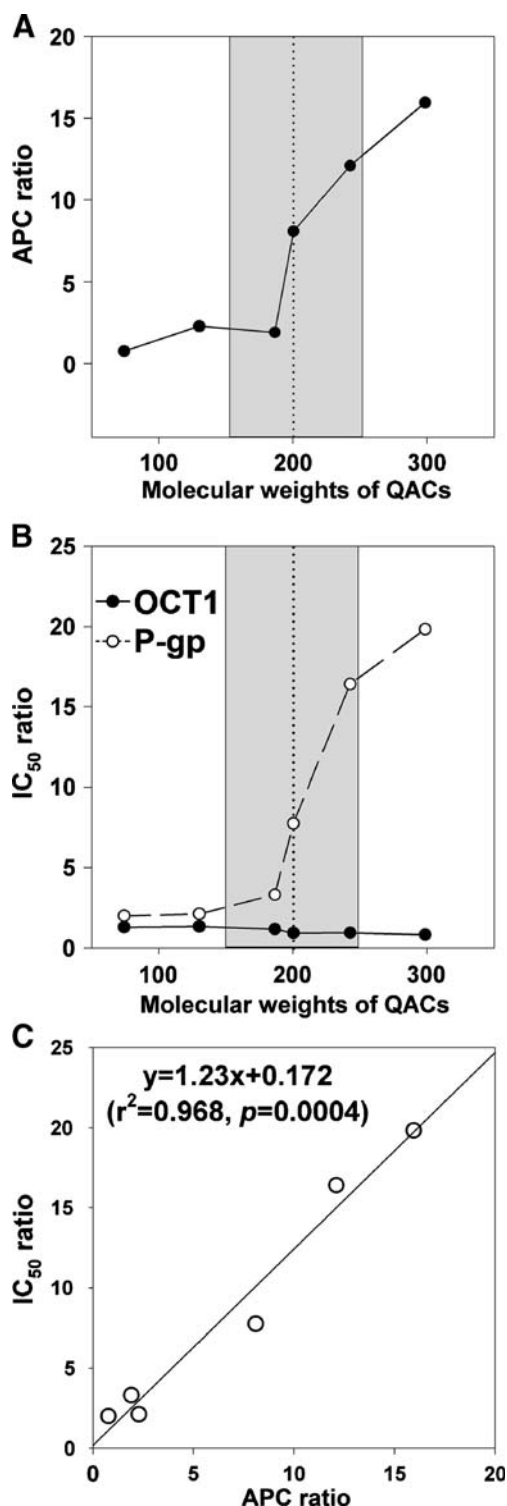 A
20
15
10
5
0
APC ratio
100 200 300
Molecular weights of QACs
B
25
20
15
10
5
0
IC50 ratio
OCT1
P-gp
100 200 300
Molecular weights of QACs
C
25
20
15
10
5
0
IC50 ratio
y=1.23x+0.172
(r2=0.968, p=0.0004)
0 5 10 15 20
APC ratio